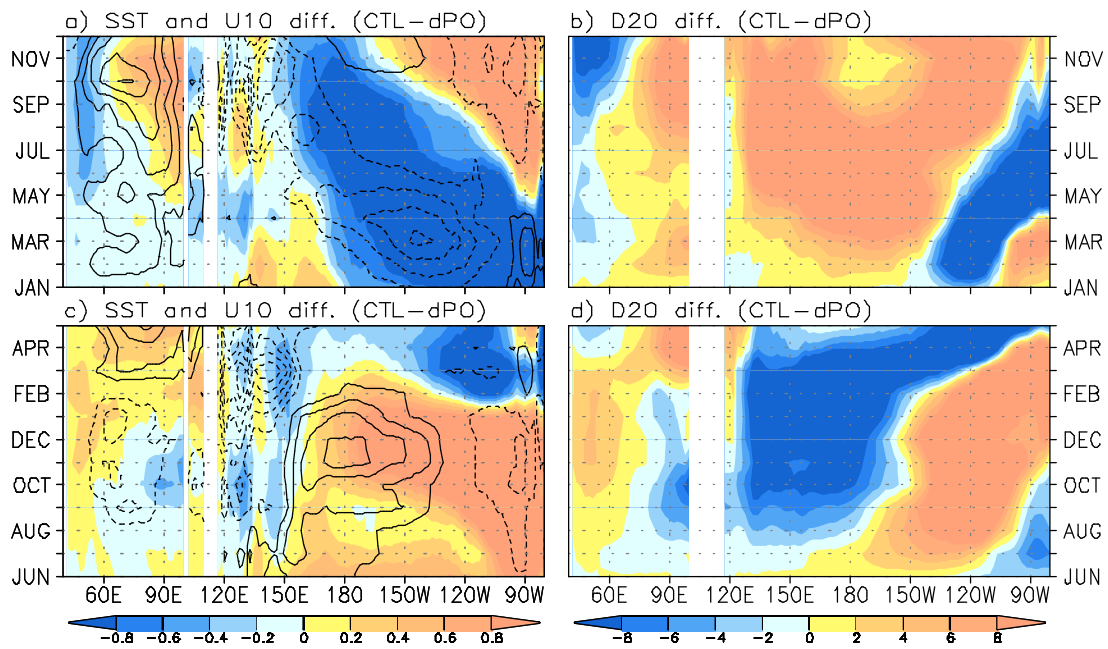 a) SST and U10 diff. (CTL-dPO)
b) D20 diff. (CTL-dPO)
NOV
SEP
JUL
MAY
MAR
JAN
NOV
SEP
JUL
MAY
MAR
JAN
c) SST and U10 diff. (CTL-dPO)
d) D20 diff. (CTL-dPO)
APR
FEB
DEC
OCT
AUG
JUN
APR
FEB
DEC
OCT
AUG
JUN
60E 90E 120E 150E 180 150W 120W 90W
60E 90E 120E 150E 180 150W 120W 90W
-0.8 -0.6 -0.4 -0.2 0 0.2 0.4 0.6 0.8
-8 -6 -4 -2 0 2 4 6 8